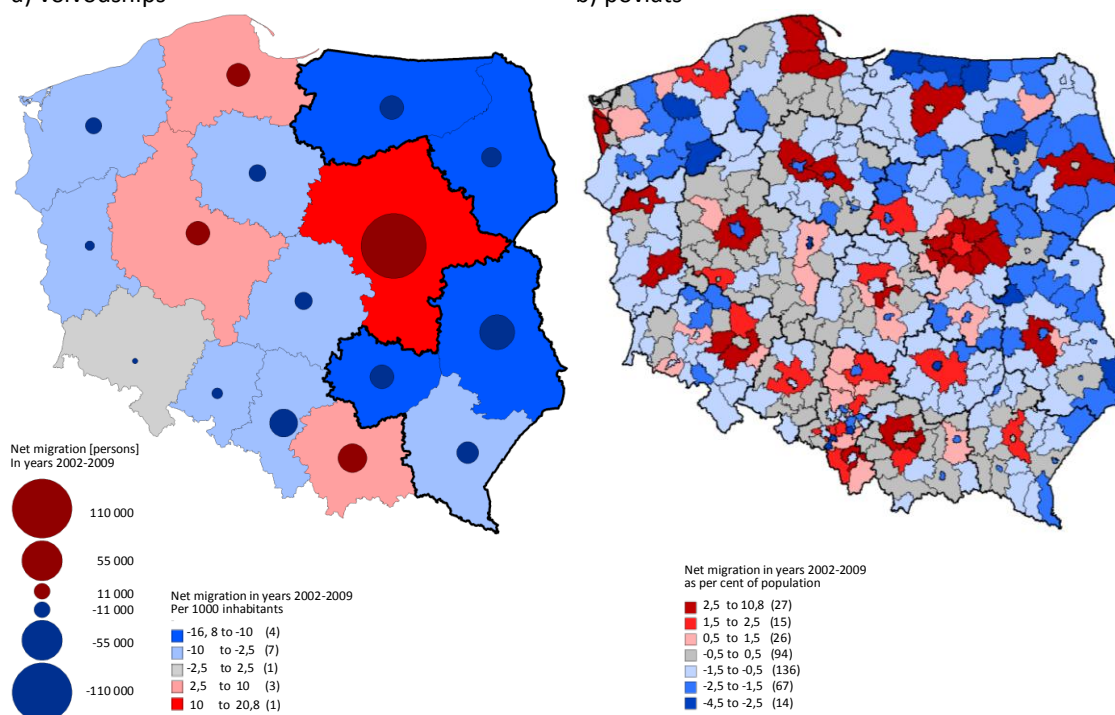 a) voivodships
b) poviats
Net migration [persons]
In years 2002-2009
110 000
55 000
11 000
-11 000
-55 000
-110 000
Net migration in years 2002-2009
Per 1000 inhabitants
-16, 8 to -10 (4)
-10 to -2,5 (7)
-2,5 to 2,5 (1)
2,5 to 10 (3)
10 to 20,8 (1)
Net migration in years 2002-2009
as per cent of population
2,5 to 10,8 (27)
1,5 to 2,5 (15)
0,5 to 1,5 (26)
-0,5 to 0,5 (94)
-1,5 to -0,5 (136)
-2,5 to -1,5 (67)
-4,5 to -2,5 (14)